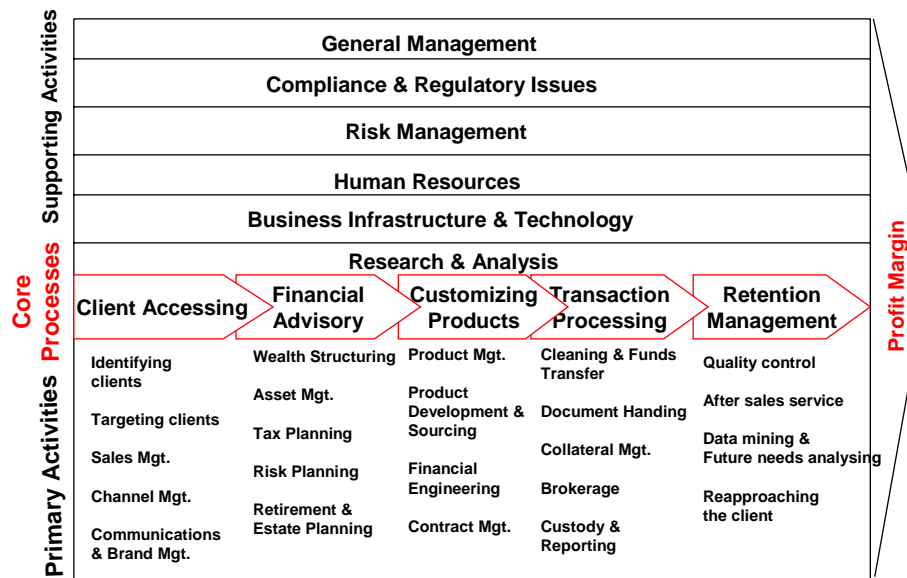 Supporting Activities
General Management
Compliance & Regulatory Issues
Risk Management
Human Resources
Business Infrastructure & Technology
Research & Analysis
Core
Processes
Client Accessing
Financial
Advisory
Customizing
Products
Transaction
Processing
Retention
Management
Profit Margin
Primary Activities
Identifying
clients
Targeting clients
Sales Mgt.
Channel Mgt.
Communications
& Brand Mgt.
Wealth Structuring
Asset Mgt.
Tax Planning
Risk Planning
Retirement &
Estate Planning
Product Mgt.
Product
Development &
Sourcing
Financial
Engineering
Contract Mgt.
Cleaning & Funds
Transfer
Document Handing
Collateral Mgt.
Brokerage
Custody &
Reporting
Quality control
After sales service
Data mining &
Future needs analysing
Reapproaching
the client